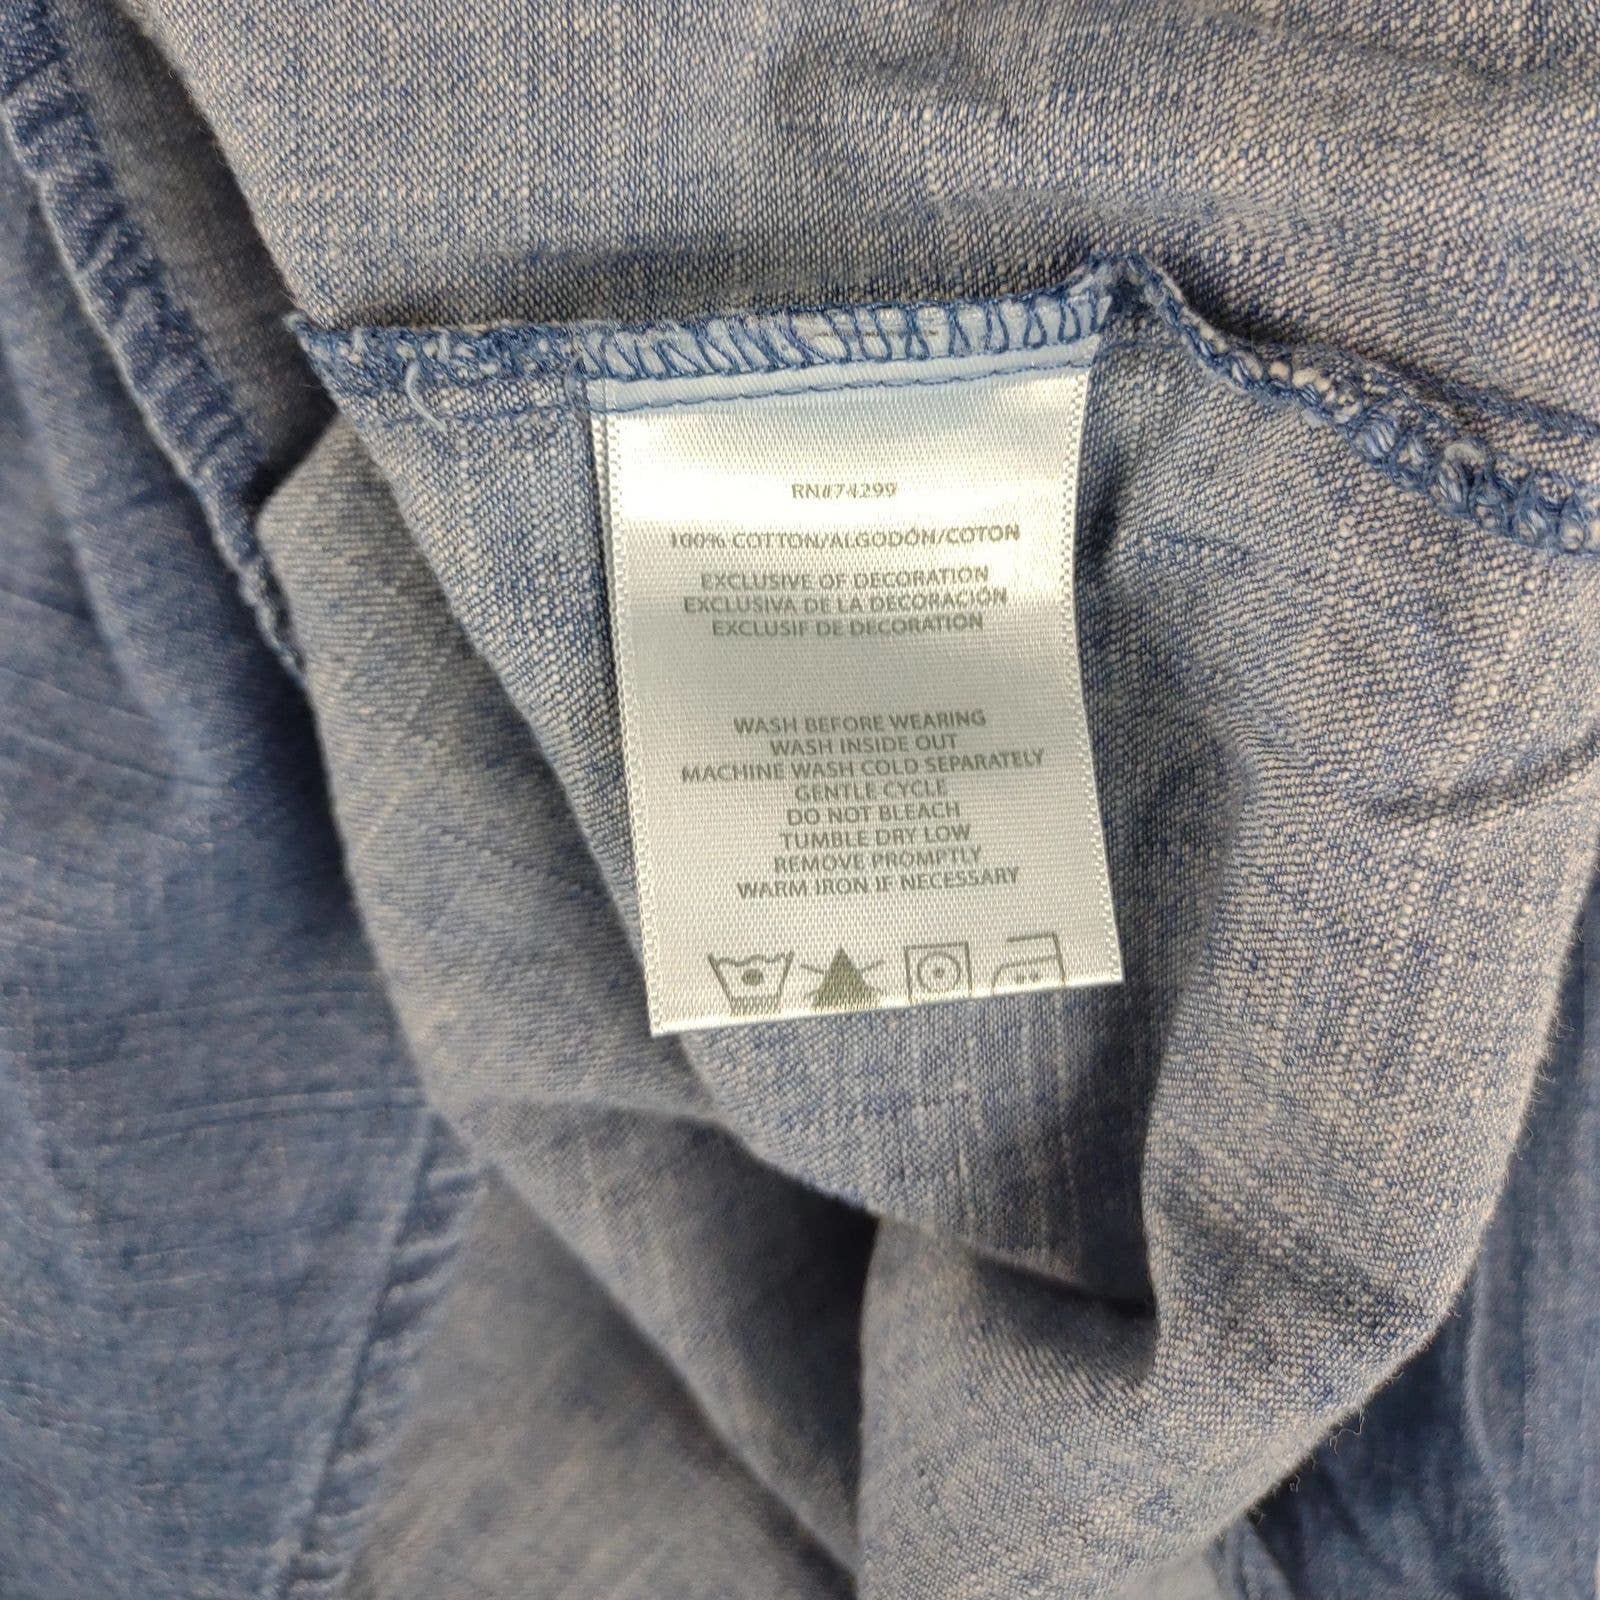 RN#74299
100% COTTON/ALGODÓN/COTON
EXCLUSIVE OF DECORATION
EXCLUSIVA DE LA DECORACIÓN
EXCLUSIF DE DECORATION
WASH BEFORE WEARING
WASH INSIDE OUT
MACHINE WASH COLD SEPARATELY
GENTLE CYCLE
DO NOT BLEACH
TUMBLE DRY LOW
REMOVE PROMPTLY
WARM IRON IF NECESSARY